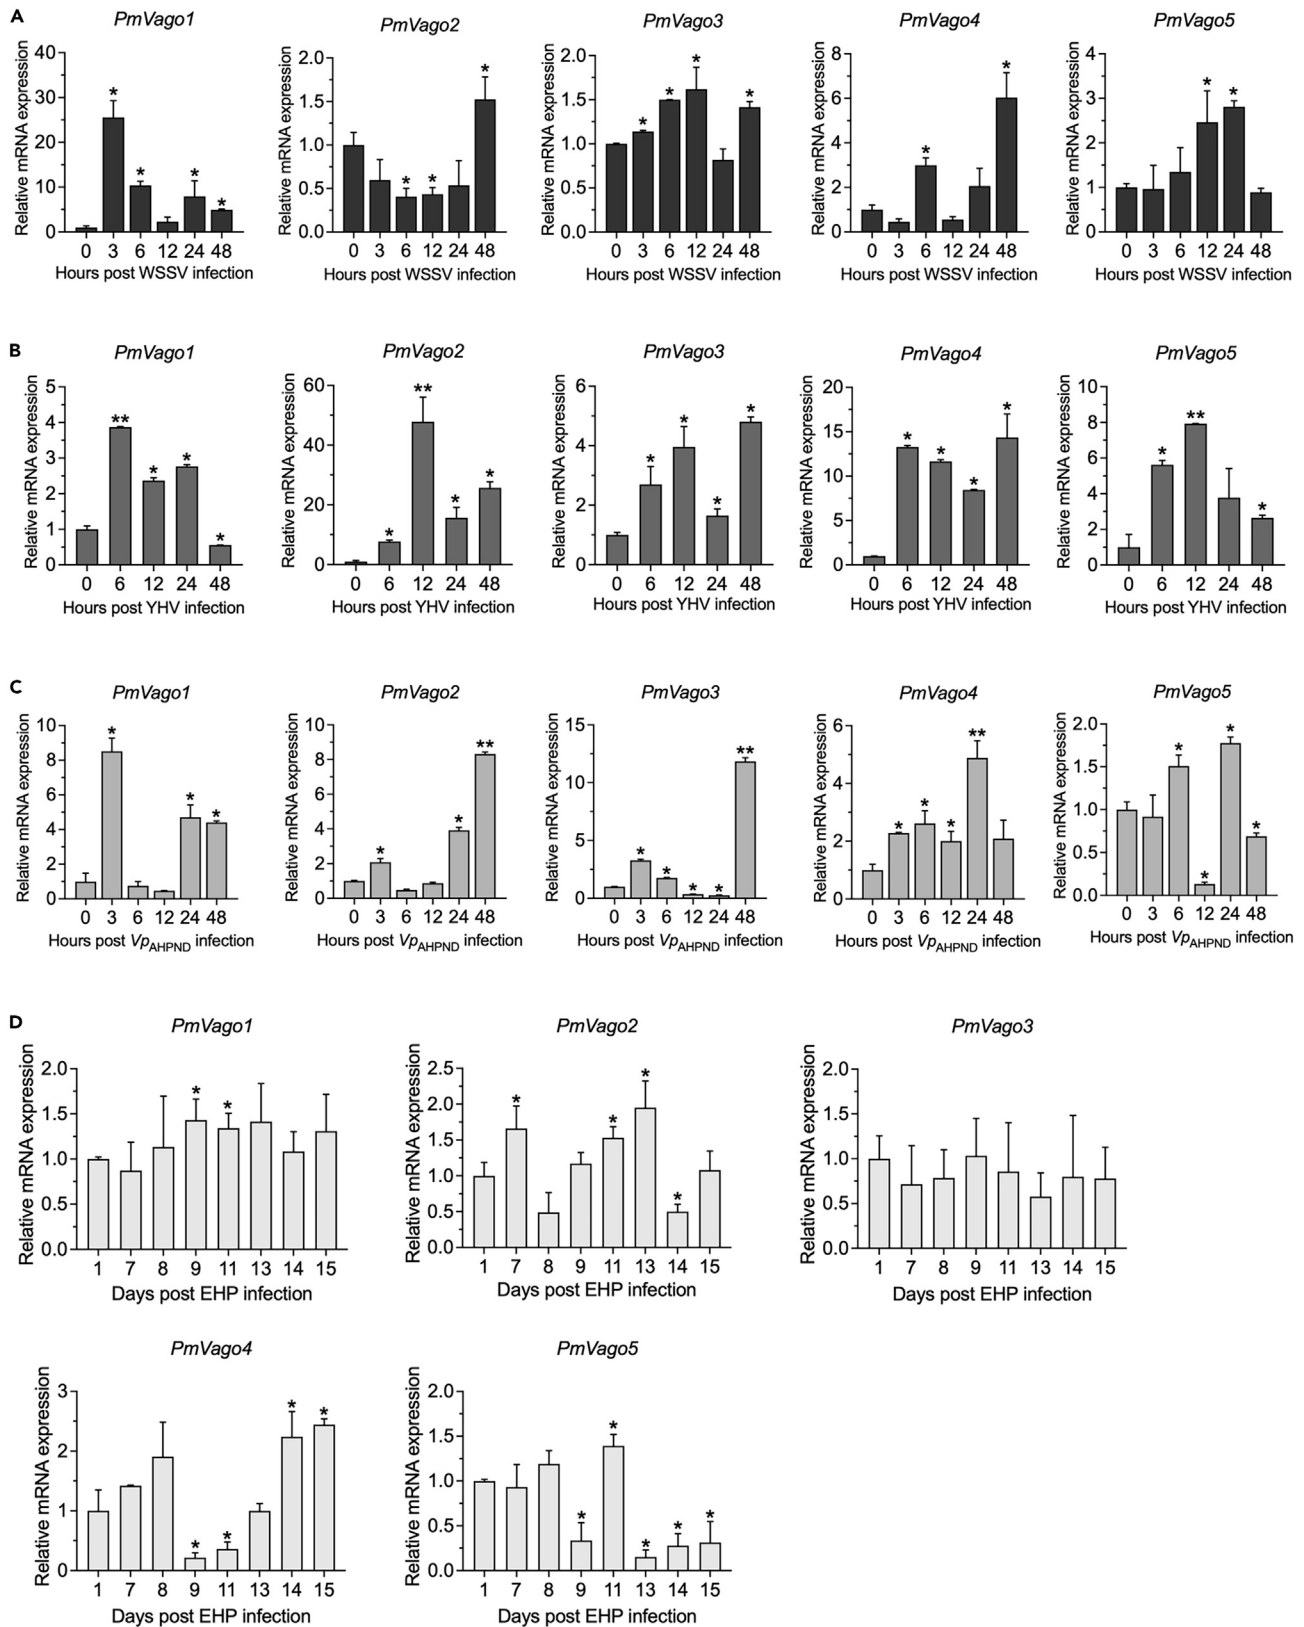 A
PmVago1
PmVago2
PmVago3
PmVago4
PmVago5
Relative mRNA expression
40
30
20
10
0
* * * *
0 3 6 12 24 48
Hours post WSSV infection
Relative mRNA expression
2.0
1.5
1.0
0.5
0.0
* * *
0 3 6 12 24 48
Hours post WSSV infection
Relative mRNA expression
2.0
1.5
1.0
0.5
0.0
* * * *
0 3 6 12 24 48
Hours post WSSV infection
Relative mRNA expression
8
6
4
2
0
* *
0 3 6 12 24 48
Hours post WSSV infection
Relative mRNA expression
4
3
2
1
0
* *
0 3 6 12 24 48
Hours post WSSV infection
B
PmVago1
PmVago2
PmVago3
PmVago4
PmVago5
Relative mRNA expression
5
4
3
2
1
0
** * * *
0 6 12 24 48
Hours post YHV infection
Relative mRNA expression
60
40
20
0
* ** * *
0 6 12 24 48
Hours post YHV infection
Relative mRNA expression
6
4
2
0
* * * *
0 6 12 24 48
Hours post YHV infection
Relative mRNA expression
20
15
10
5
0
* * * *
0 6 12 24 48
Hours post YHV infection
Relative mRNA expression
10
8
6
4
2
0
* ** *
0 6 12 24 48
Hours post YHV infection
C
PmVago1
PmVago2
PmVago3
PmVago4
PmVago5
Relative mRNA expression
10
8
6
4
2
0
* * *
0 3 6 12 24 48
Hours post VpAHPND infection
Relative mRNA expression
10
8
6
4
2
0
* * **
0 3 6 12 24 48
Hours post VpAHPND infection
Relative mRNA expression
15
10
5
0
* * * * **
0 3 6 12 24 48
Hours post VpAHPND infection
Relative mRNA expression
6
4
2
0
* * * **
0 3 6 12 24 48
Hours post VpAHPND infection
Relative mRNA expression
2.0
1.5
1.0
0.5
0.0
* * * *
0 3 6 12 24 48
Hours post VpAHPND infection
D
PmVago1
PmVago2
PmVago3
Relative mRNA expression
2.0
1.5
1.0
0.5
0.0
* *
1 7 8 9 11 13 14 15
Days post EHP infection
Relative mRNA expression
2.5
2.0
1.5
1.0
0.5
0.0
* * * *
1 7 8 9 11 13 14 15
Days post EHP infection
Relative mRNA expression
2.0
1.5
1.0
0.5
0.0
1 7 8 9 11 13 14 15
Days post EHP infection
PmVago4
PmVago5
Relative mRNA expression
3
2
1
0
* * * *
1 7 8 9 11 13 14 15
Days post EHP infection
Relative mRNA expression
2.0
1.5
1.0
0.5
0.0
* * * * *
1 7 8 9 11 13 14 15
Days post EHP infection